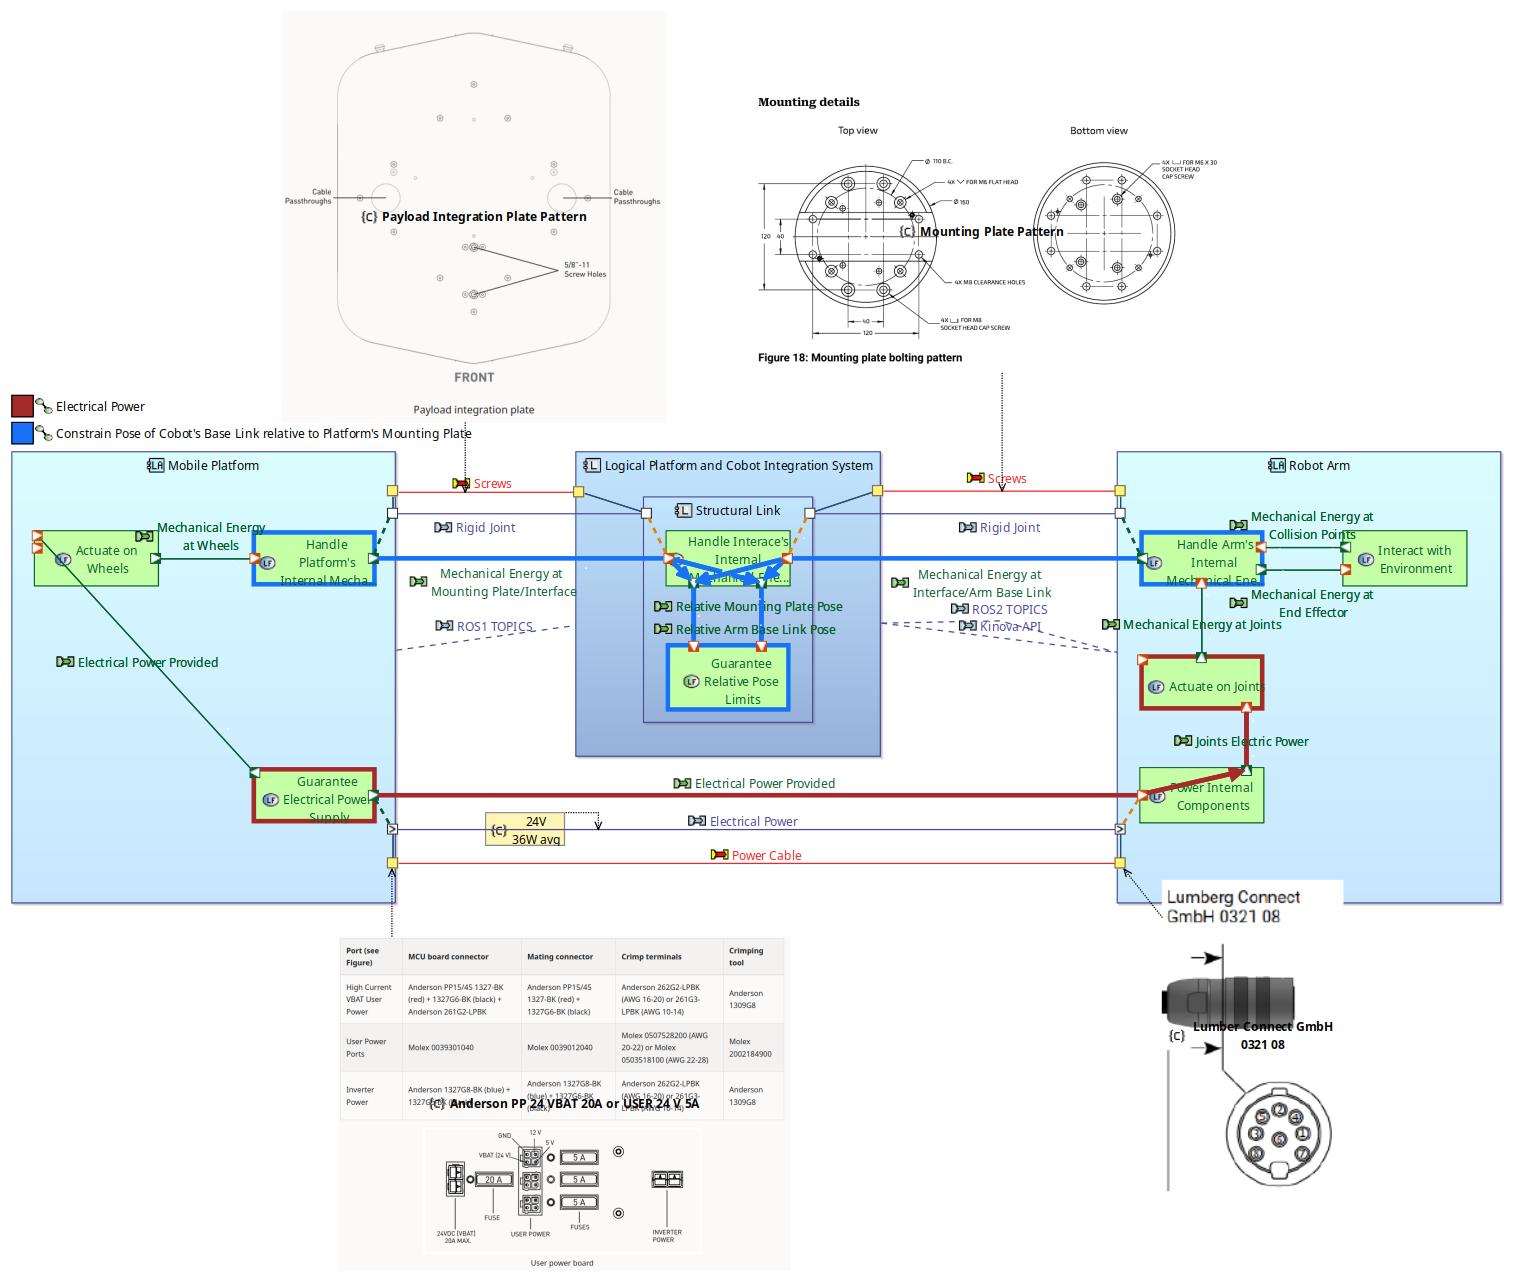 Cable
Passthroughs
Cable
Passthroughs
{C} Payload Integration Plate Pattern
5/8"-11
Screw Holes
FRONT
Payload integration plate
Mounting details
Top view
Bottom view
Ø 110 B.C.
4X FOR M6 FLAT HEAD
Ø 160
4X FOR M6 X 30
SOCKET HEAD
CAP SCREW
120
40
{C} Mounting Plate Pattern
4X M8 CLEARANCE HOLES
4X FOR M8
SOCKET HEAD CAP SCREW
40
120
Figure 18: Mounting plate bolting pattern
Electrical Power
Constrain Pose of Cobot's Base Link relative to Platform's Mounting Plate
LA Mobile Platform
L Logical Platform and Cobot Integration System
LA Robot Arm
Screws
Screws
L Structural Link
Rigid Joint
Rigid Joint
Mechanical Energy
at Wheels
LF Actuate on
Wheels
LF Handle
Platform's
Internal Mecha
Handle Interace's
Internal
Mechanical Ene...
LF Handle Arm's
Internal
Mechanical Ene
Mechanical Energy at
Collision Points
LF Interact with
Environment
Mechanical Energy at
End Effector
Mechanical Energy at
Mounting Plate/Interface
Mechanical Energy at
Interface/Arm Base Link
Relative Mounting Plate Pose
Relative Arm Base Link Pose
ROS1 TOPICS
ROS2 TOPICS
Kinova API
Mechanical Energy at Joints
Electrical Power Provided
LF Guarantee
Relative Pose
Limits
LF Actuate on Joints
Joints Electric Power
LF Guarantee
Electrical Power
Supply
Electrical Power Provided
LF Power Internal
Components
{C} 24V
36W avg
Electrical Power
Power Cable
Lumberg Connect
GmbH 0321 08
{C} Lumber Connect GmbH
0321 08
5 2 4
3 6 1
8 7
Port (see
Figure)
MCU board connector
Mating connector
Crimp terminals
Crimping
tool
High Current
VBAT User
Power
Anderson PP15/45 1327-BK
(red) + 1327G6-BK (black) +
Anderson 261G2-LPBK
Anderson PP15/45
1327-BK (red) +
1327G6-BK (black)
Anderson 262G2-LPBK
(AWG 16-20) or 261G3-
LPBK (AWG 10-14)
Anderson
1309G8
User Power
Ports
Molex 0039301040
Molex 0039012040
Molex 0507528200 (AWG
20-22) or Molex
0503518100 (AWG 22-28)
Molex
2002184900
Inverter
Power
Anderson 1327G8-BK (blue) +
Anderson 1327G8-BK
(blue) + 1327G6-BK
(black)
Anderson 262G2-LPBK
(AWG 16-20) or 261G3-
LPBK (AWG 10-14)
Anderson
1309G8
{C} Anderson PP 24 VBAT 20A or USER 24 V 5A
GND
12 V
5 V
VBAT (24 V)
20 A
5 A
5 A
5 A
FUSE
FUSES
24VDC (VBAT)
20A MAX.
USER POWER
INVERTER
POWER
User power board